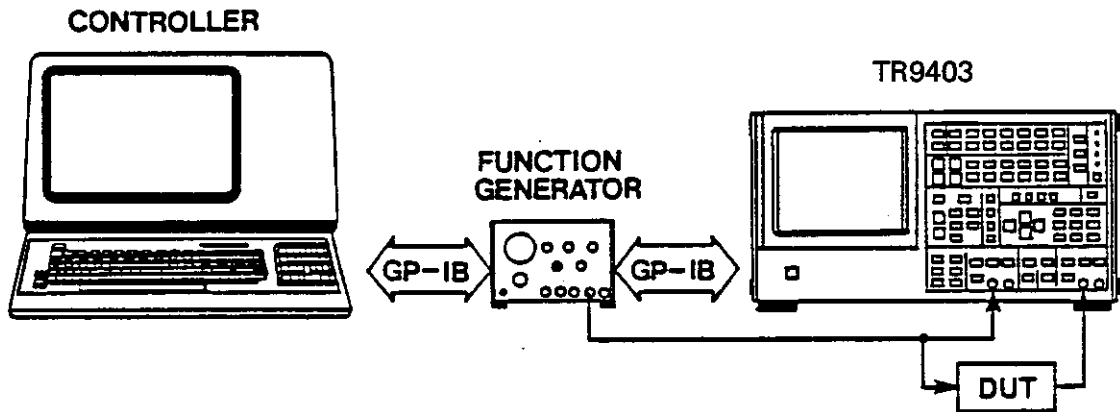 CONTROLLER
TR9403
FUNCTION
GENERATOR
GP-IB
GP-IB
DUT